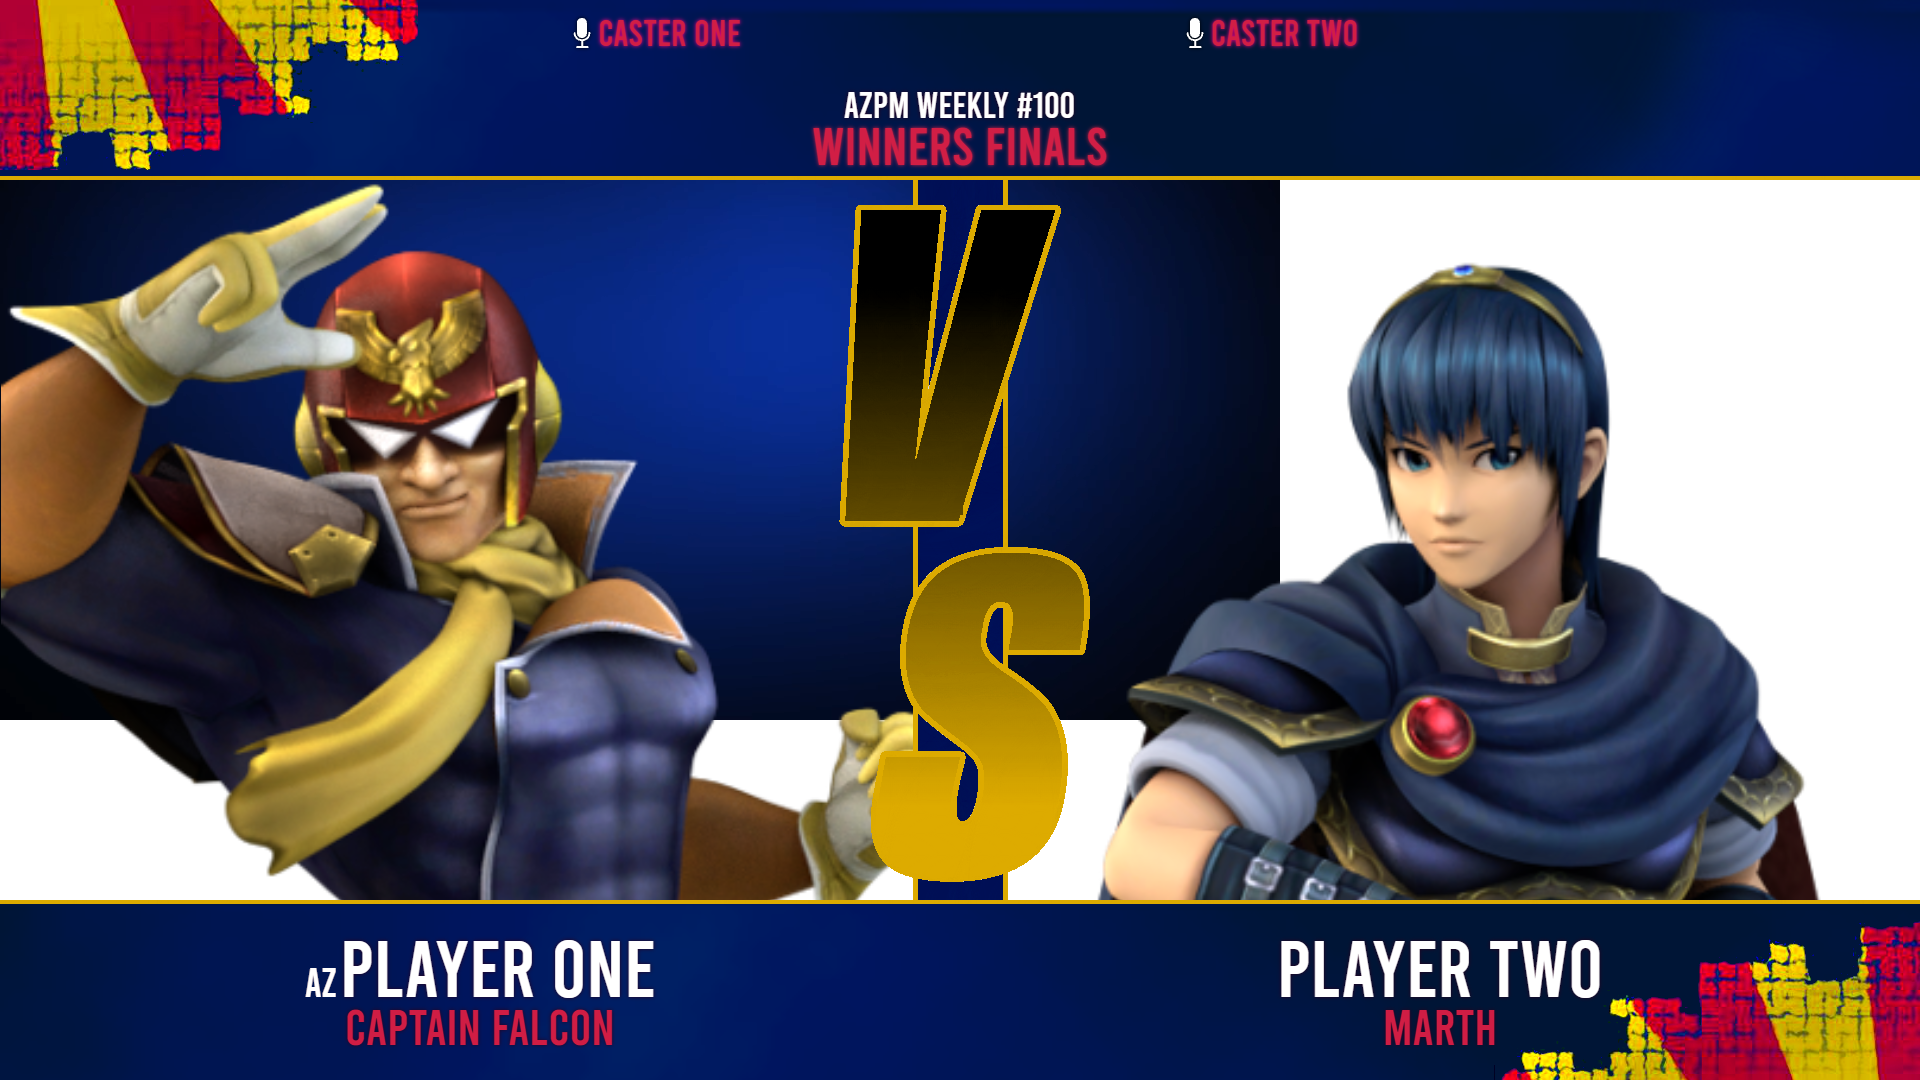 CASTER ONE
CASTER TWO
AZPM WEEKLY #100
WINNERS FINALS
VS
AZ PLAYER ONE
CAPTAIN FALCON
PLAYER TWO
MARTH